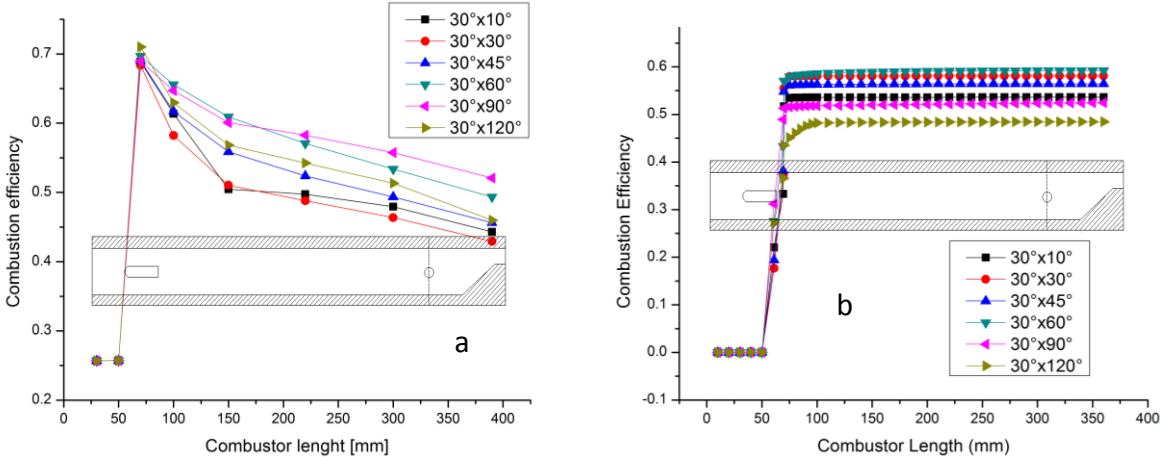 0.7
0.6
0.5
0.4
0.3
0.2
Combustion efficiency
0 50 100 150 200 250 300 350 400
Combustor lenght [mm]
30°x10°
30°x30°
30°x45°
30°x60°
30°x90°
30°x120°
a
0.6
0.5
0.4
0.3
0.2
0.1
0.0
-0.1
Combustion Efficiency
0 50 100 150 200 250 300 350 400
Combustor Length (mm)
30°x10°
30°x30°
30°x45°
30°x60°
30°x90°
30°x120°
b